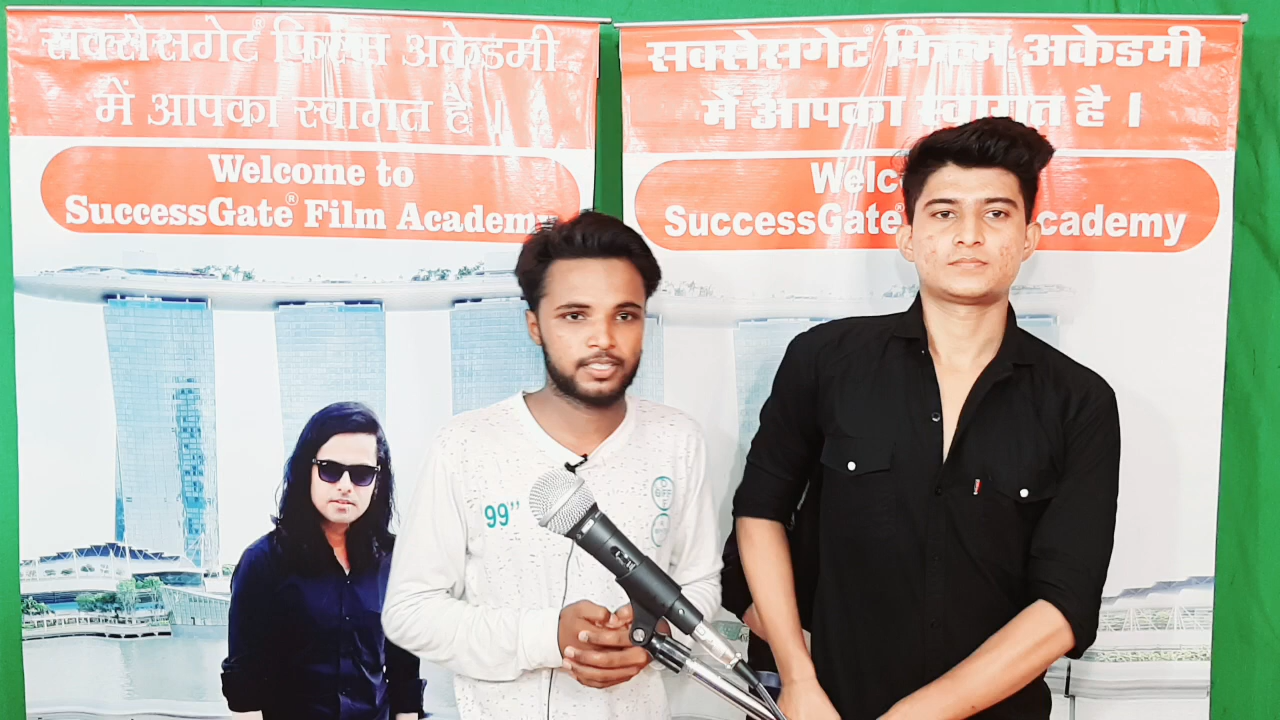 सक्सेसगेट® फिल्म अकेडमी
में आपका स्वागत है ।
Welcome to
SuccessGate® Film Academy
सक्सेसगेट® फिल्म अकेडमी
में आपका स्वागत है ।
Welc
SuccessGate® cademy
99''